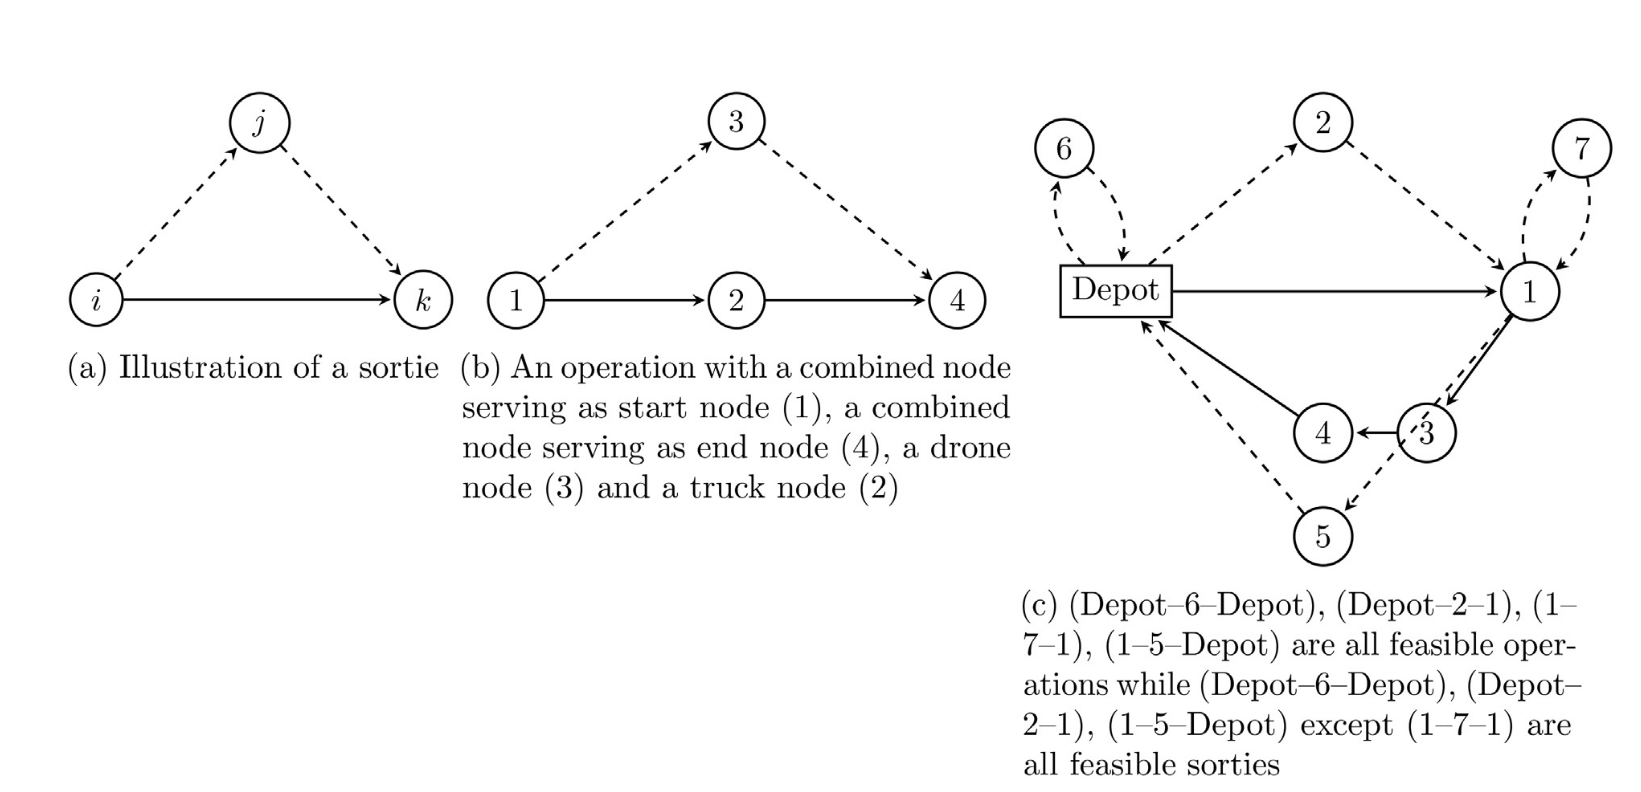 j
i
k
(a) Illustration of a sortie
3
1
2
4
(b) An operation with a combined node
serving as start node (1), a combined
node serving as end node (4), a drone
node (3) and a truck node (2)
6
2
7
Depot
1
4
3
5
(c) (Depot–6–Depot), (Depot–2–1), (1–
7–1), (1–5–Depot) are all feasible oper-
ations while (Depot–6–Depot), (Depot–
2–1), (1–5–Depot) except (1–7–1) are
all feasible sorties